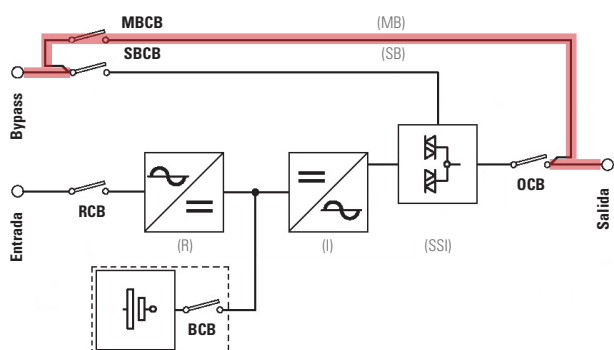 MBCB
(MB)
SBCB
(SB)
Bypass
Entrada
RCB
(R)
(I)
(SSI)
OCB
Salida
BCB